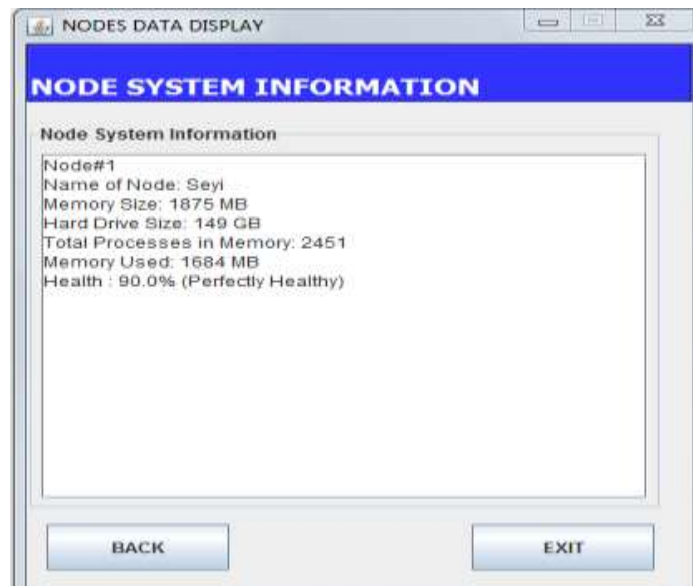 NODES DATA DISPLAY
NODE SYSTEM INFORMATION
Node System Information
Node#1
Name of Node: Seyi
Memory Size: 1875 MB
Hard Drive Size: 149 GB
Total Processes in Memory: 2451
Memory Used: 1684 MB
Health : 90.0% (Perfectly Healthy)
BACK
EXIT